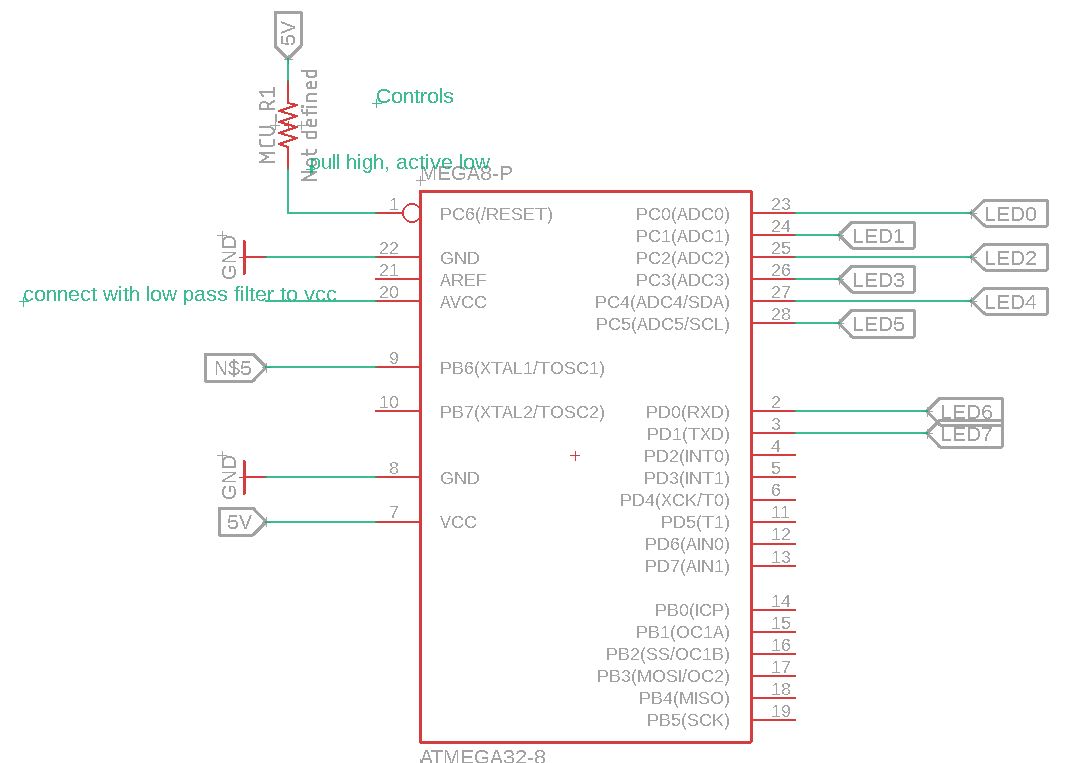 5V
MCU_R1
Not defined
Controls
pull high, active low
MEGA8-P
1 PC6(/RESET) PC0(ADC0) 23 LED0
PC1(ADC1) 24 LED1
GND 22 GND PC2(ADC2) 25 LED2
21 AREF PC3(ADC3) 26 LED3
connect with low pass filter to vcc 20 AVCC PC4(ADC4/SDA) 27 LED4
PC5(ADC5/SCL) 28 LED5
N$5 9 PB6(XTAL1/TOSC1)
10 PB7(XTAL2/TOSC2) PD0(RXD) 2 LED6
PD1(TXD) 3 LED7
PD2(INT0) 4
GND 8 GND PD3(INT1) 5
PD4(XCK/T0) 6
5V 7 VCC PD5(T1) 11
PD6(AIN0) 12
PD7(AIN1) 13
PB0(ICP) 14
PB1(OC1A) 15
PB2(SS/OC1B) 16
PB3(MOSI/OC2) 17
PB4(MISO) 18
PB5(SCK) 19
ATMEGA32-8